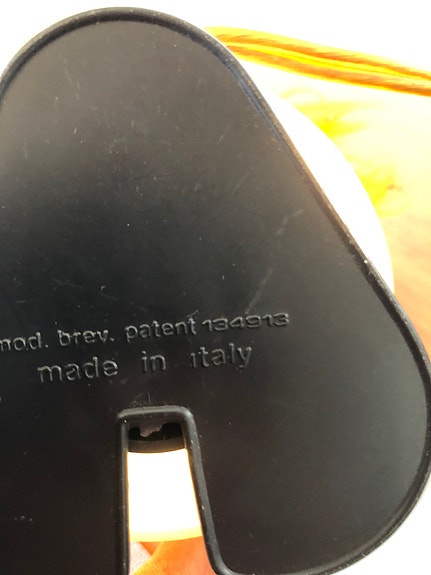 mod. brev. patent 134913
made in italy